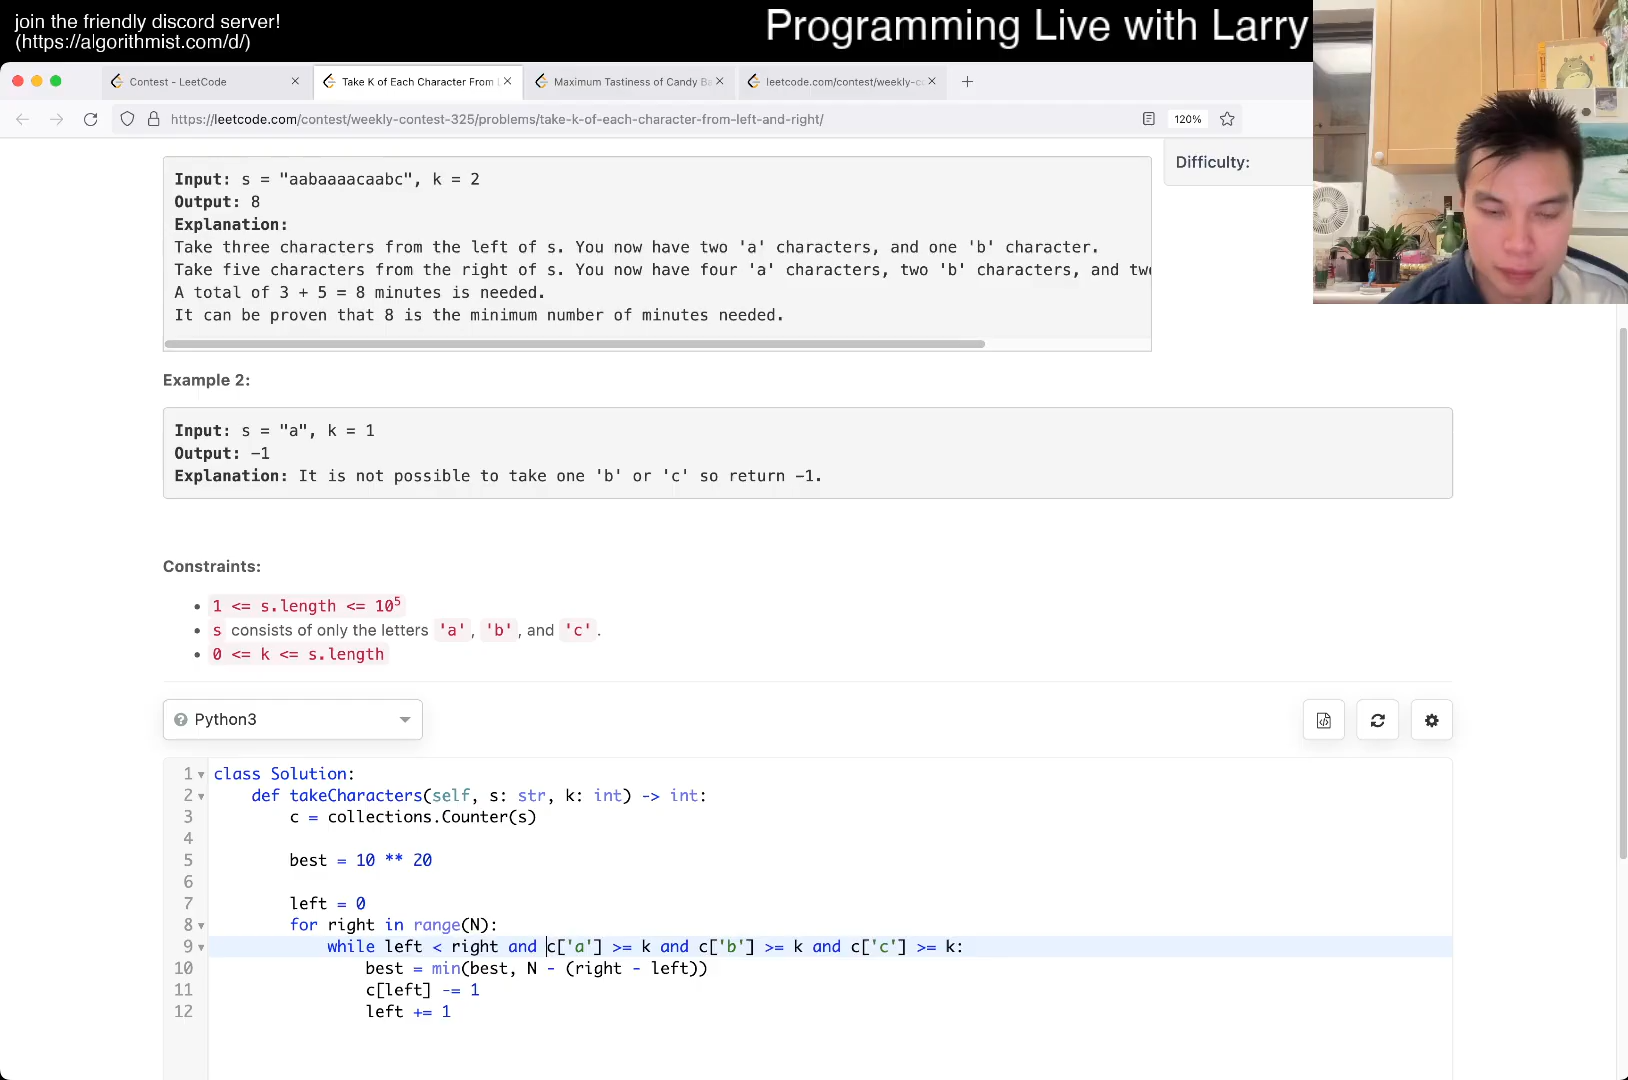 join the friendly discord server!
(https://algorithmist.com/d/)
Programming Live with Larry
Contest - LeetCode
Take K of Each Character From
Maximum Tastiness of Candy Ba
leetcode.com/contest/weekly-c
https://leetcode.com/contest/weekly-contest-325/problems/take-k-of-each-character-from-left-and-right/
120%
Difficulty:
Input: s = "aabaaaacaabc", k = 2
Output: 8
Explanation:
Take three characters from the left of s. You now have two 'a' characters, and one 'b' character.
Take five characters from the right of s. You now have four 'a' characters, two 'b' characters, and tw
A total of 3 + 5 = 8 minutes is needed.
It can be proven that 8 is the minimum number of minutes needed.
Example 2:
Input: s = "a", k = 1
Output: -1
Explanation: It is not possible to take one 'b' or 'c' so return -1.
Constraints:
1 <= s.length <= 10⁵
s consists of only the letters 'a', 'b', and 'c'.
0 <= k <= s.length
Python3
1 class Solution:
2 def takeCharacters(self, s: str, k: int) -> int:
3 c = collections.Counter(s)
4
5 best = 10 ** 20
6
7 left = 0
8 for right in range(N):
9 while left < right and c['a'] >= k and c['b'] >= k and c['c'] >= k:
10 best = min(best, N - (right - left))
11 c[left] -= 1
12 left += 1